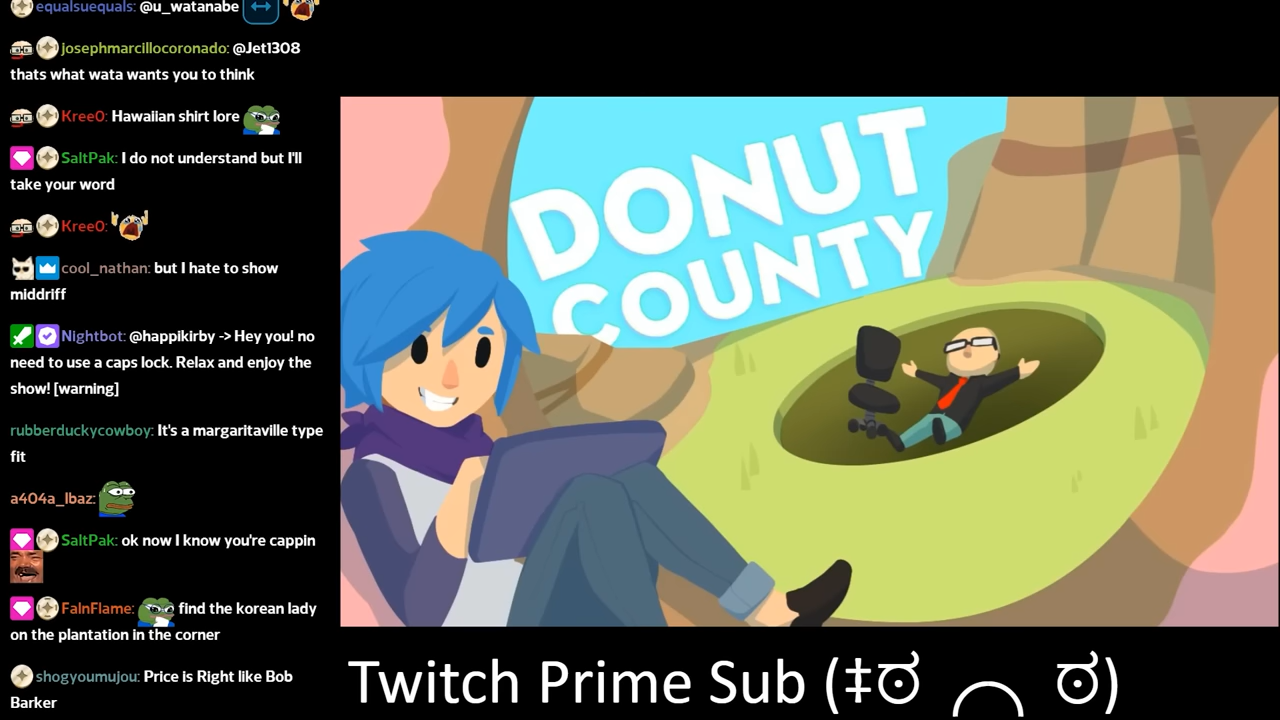 equalsuequals: @u_watanabe
josephmarcillocoronado: @Jet1308
thats what wata wants you to think
KreeO: Hawaiian shirt lore
SaltPak: I do not understand but I'll
take your word
KreeO:
cool_nathan: but I hate to show
middriff
Nightbot: @happikirby -> Hey you! no
need to use a caps lock. Relax and enjoy the
show! [warning]
rubberduckycowboy: It's a margaritaville type
fit
a404a_lbaz:
SaltPak: ok now I know you're cappin
FalnFlame: find the korean lady
on the plantation in the corner
shogyoumujou: Price is Right like Bob
Barker
DONUT
COUNTY
Twitch Prime Sub (‡ಠ ╭╮ ಠ)